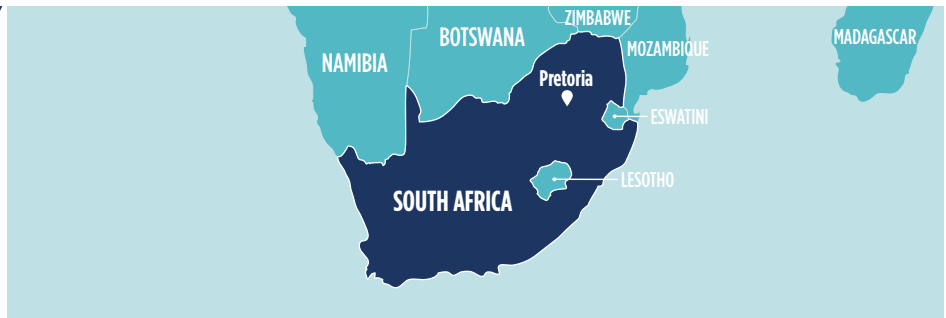 ZIMBABWE
BOTSWANA
MOZAMBIQUE
MADAGASCAR
NAMIBIA
Pretoria
ESWATINI
LESOTHO
SOUTH AFRICA